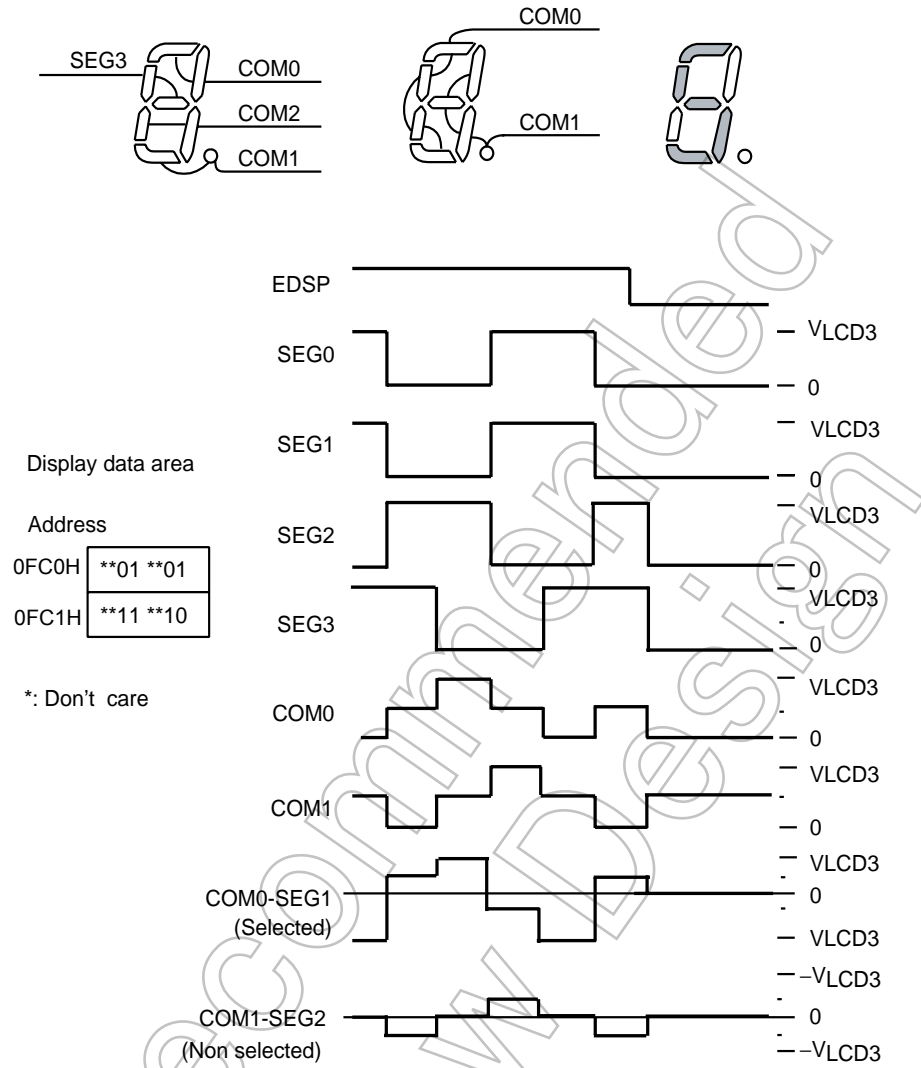 COM0
SEG3
COM0
COM2
COM1
COM1
EDSP
SEG0
VLCD3
0
SEG1
VLCD3
0
Display data area
Address
0FC0H **01 **01
0FC1H **11 **10
*: Don't care
SEG2
VLCD3
0
SEG3
VLCD3
0
COM0
VLCD3
0
COM1
VLCD3
0
COM0-SEG1
(Selected)
VLCD3
0
VLCD3
COM1-SEG2
(Non selected)
–VLCD3
0
–VLCD3
ecommended
w Design